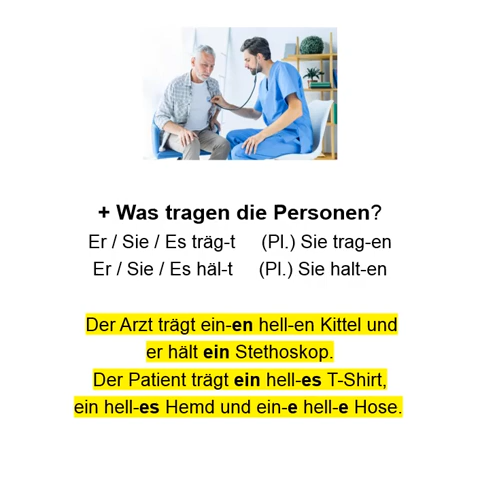 + Was tragen die Personen?
Er / Sie / Es träg-t (Pl.) Sie trag-en
Er / Sie / Es häl-t (Pl.) Sie halt-en
Der Arzt trägt ein-en hell-en Kittel und
er hält ein Stethoskop.
Der Patient trägt ein hell-es T-Shirt,
ein hell-es Hemd und ein-e hell-e Hose.